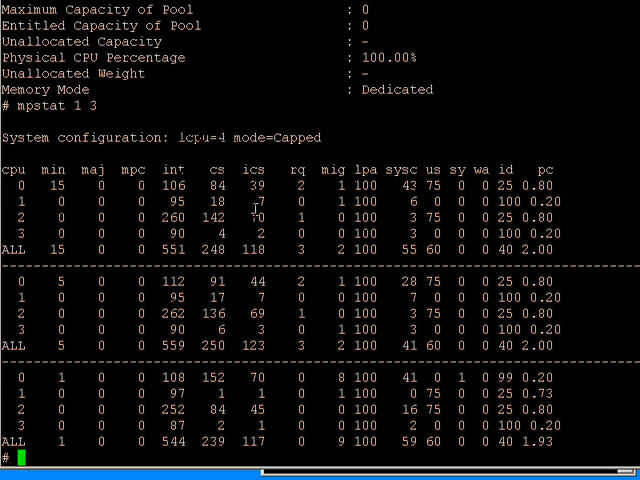 Maximum Capacity of Pool : 0
Entitled Capacity of Pool : 0
Unallocated Capacity : -
Physical CPU Percentage : 100.00%
Unallocated Weight : -
Memory Mode : Dedicated
# mpstat 1 3
System configuration: lcpu=4 mode=Capped
cpu min maj mpc int cs ics rq mig lpa sysc us sy wa id pc
0 15 0 0 106 84 39 2 1 100 43 75 0 0 25 0.80
1 0 0 0 95 18 7 0 1 100 6 0 0 0 100 0.20
2 0 0 0 260 142 70 1 0 100 3 75 0 0 25 0.80
3 0 0 0 90 4 2 0 0 100 3 0 0 0 100 0.20
ALL 15 0 0 551 248 118 3 2 100 55 60 0 0 40 2.00
--------------------------------------------------------------------------------
0 5 0 0 112 91 44 2 1 100 28 75 0 0 25 0.80
1 0 0 0 95 17 7 0 0 100 7 0 0 0 100 0.20
2 0 0 0 262 136 69 1 0 100 3 75 0 0 25 0.80
3 0 0 0 90 6 3 0 1 100 3 0 0 0 100 0.20
ALL 5 0 0 559 250 123 3 2 100 41 60 0 0 40 2.00
--------------------------------------------------------------------------------
0 1 0 0 108 152 70 0 8 100 41 0 1 0 99 0.20
1 0 0 0 97 1 1 0 1 100 0 75 0 0 25 0.73
2 0 0 0 252 84 45 0 0 100 16 75 0 0 25 0.80
3 0 0 0 87 2 1 0 0 100 2 0 0 0 100 0.20
ALL 1 0 0 544 239 117 0 9 100 59 60 0 0 40 1.93
#